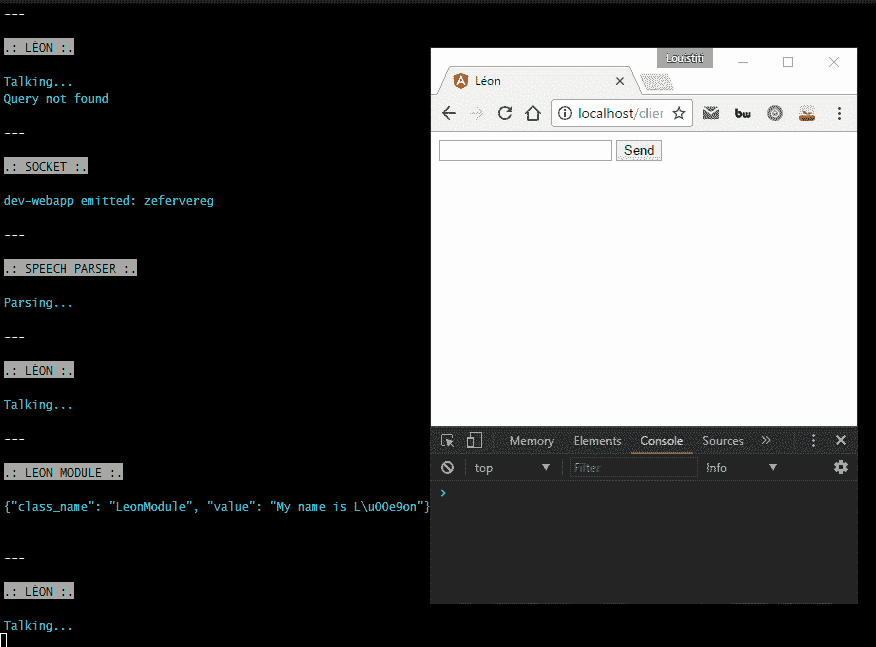 ---
.: LÉON :.
Talking...
Query not found
---
.: SOCKET :.
dev-webapp emitted: zefervereg
---
.: SPEECH PARSER :.
Parsing...
---
.: LÉON :.
Talking...
---
.: LEON MODULE :.
{"class_name": "LeonModule", "value": "My name is L\u00e9on"}
---
.: LÉON :.
Talking...
Louistiti
Léon
localhost/clier
bw
Send
Memory Elements Console Sources »
top Filter Info